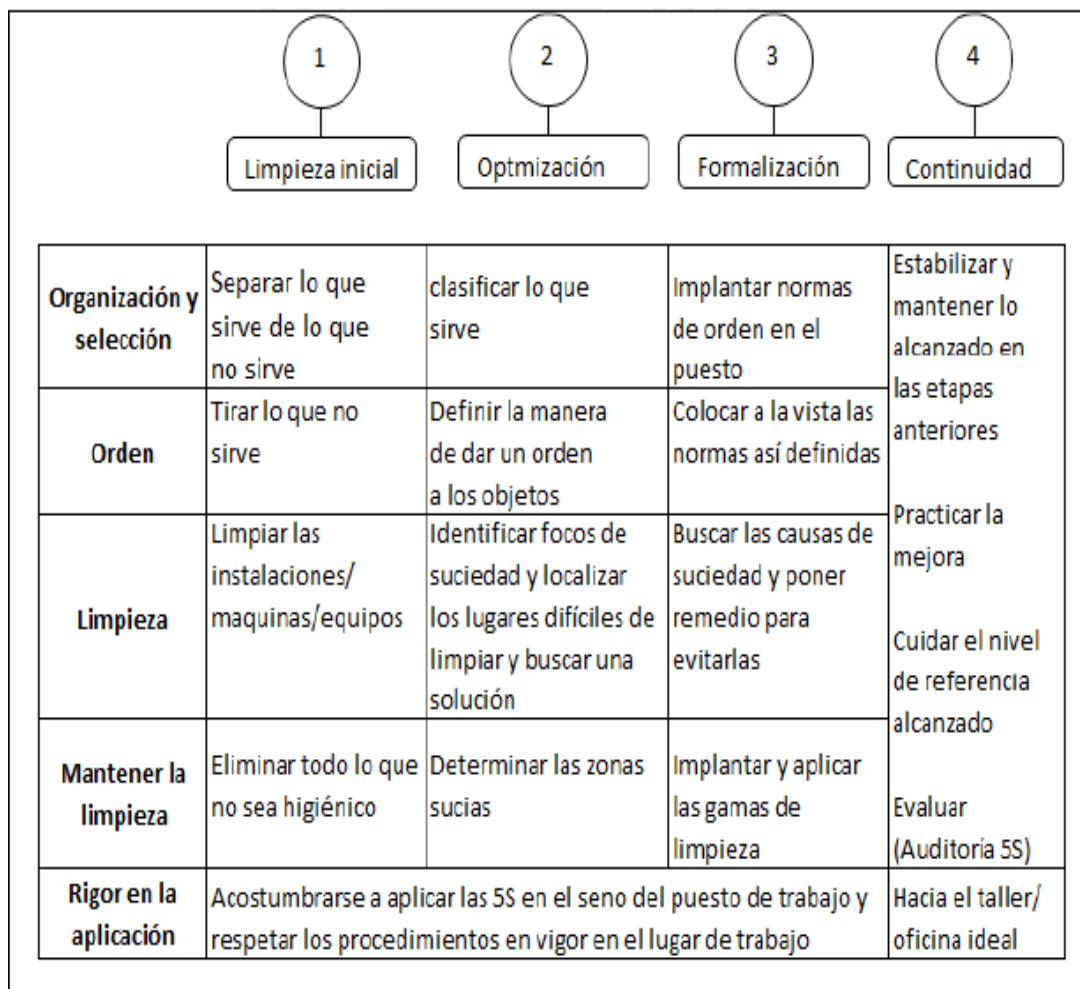 1
2
3
4
Limpieza inicial
Optmización
Formalización
Continuidad
Organización y
selección
Separar lo que
sirve de lo que
no sirve
clasificar lo que
sirve
Implantar normas
de orden en el
puesto
Estabilizar y
mantener lo
alcanzado en
las etapas
anteriores
Practicar la
mejora
Cuidar el nivel
de referencia
alcanzado
Evaluar
(Auditoría 5S)
Orden
Tirar lo que no
sirve
Definir la manera
de dar un orden
a los objetos
Colocar a la vista las
normas así definidas
Limpieza
Limpiar las
instalaciones/
maquinas/equipos
Identificar focos de
suciedad y localizar
los lugares difíciles de
limpiar y buscar una
solución
Buscar las causas de
suciedad y poner
remedio para
evitarlas
Mantener la
limpieza
Eliminar todo lo que
no sea higiénico
Determinar las zonas
sucias
Implantar y aplicar
las gamas de
limpieza
Rigor en la
aplicación
Acostumbrarse a aplicar las 5S en el seno del puesto de trabajo y
respetar los procedimientos en vigor en el lugar de trabajo
Hacia el taller/
oficina ideal